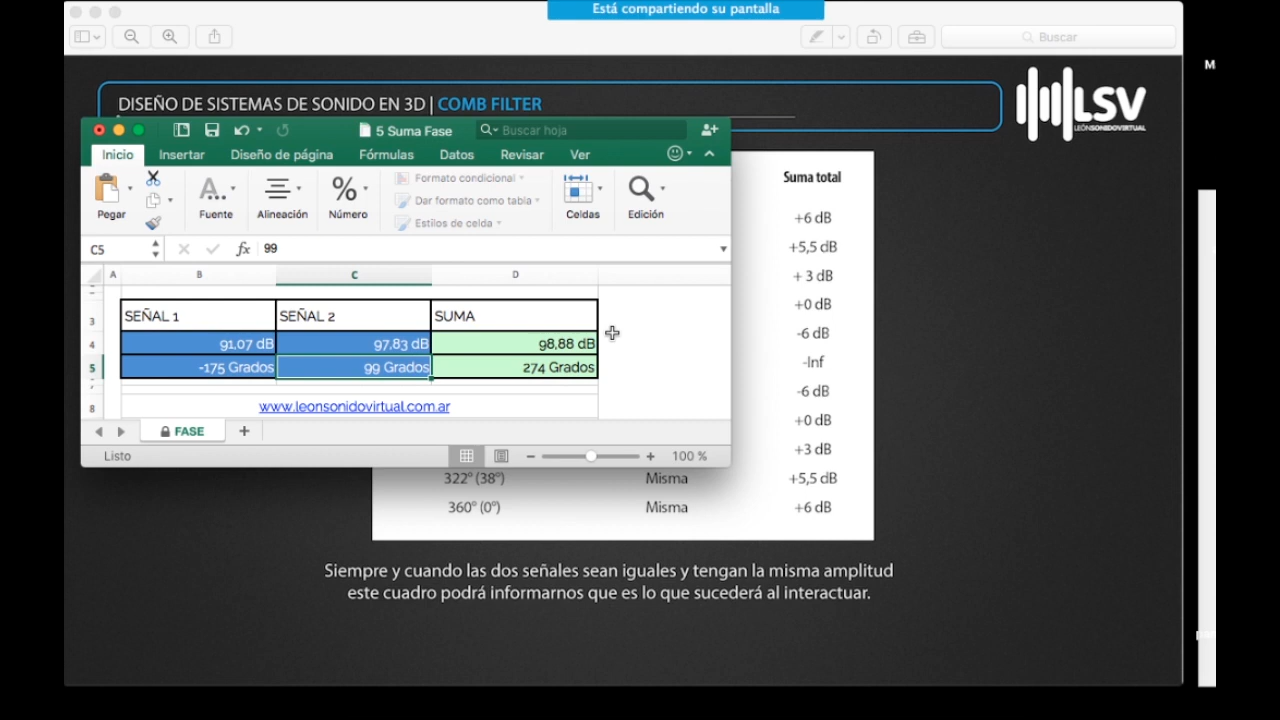 Está compartiendo su pantalla
Buscar
M
DISEÑO DE SISTEMAS DE SONIDO EN 3D | COMB FILTER
LSV
LEÓNSONIDOVIRTUAL
5 Suma Fase
Buscar hoja
Inicio Insertar Diseño de página Fórmulas Datos Revisar Ver
Pegar Fuente Alineación Número Formato condicional Dar formato como tabla Estilos de celda Celdas Edición
C5 fx 99
A B C D
3 SEÑAL 1 SEÑAL 2 SUMA
4 91,07 dB 97,83 dB 98,88 dB
5 -175 Grados 99 Grados 274 Grados
8 www.leonsonidovirtual.com.ar
FASE
Listo 100 %
Suma total
+6 dB
+5,5 dB
+ 3 dB
+0 dB
-6 dB
-Inf
-6 dB
+0 dB
+3 dB
322º (38º) Misma +5,5 dB
360º (0º) Misma +6 dB
Siempre y cuando las dos señales sean iguales y tengan la misma amplitud
este cuadro podrá informarnos que es lo que sucederá al interactuar.